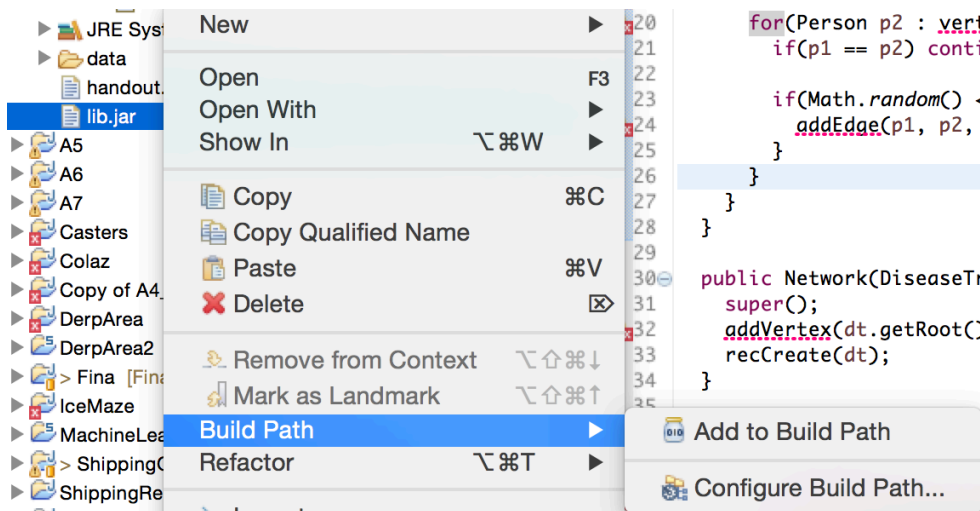 JRE Syst
data
handout.
lib.jar
A5
A6
A7
Casters
Colaz
Copy of A4_
DerpArea
DerpArea2
> Fina [Fina
IceMaze
MachineLea
> ShippingG
ShippingRe
New
Open F3
Open With
Show In ⌥⌘W
Copy ⌘C
Copy Qualified Name
Paste ⌘V
Delete ⌦
Remove from Context ⌥⇧⌘↓
Mark as Landmark ⌥⇧⌘↑
Build Path
Refactor ⌥⌘T
Add to Build Path
Configure Build Path...
20 for(Person p2 : vert
21 if(p1 == p2) conti
22
23 if(Math.random() <
24 addEdge(p1, p2,
25 }
26 }
27 }
28 }
29
30 public Network(DiseaseTr
31 super();
32 addVertex(dt.getRoot()
33 recCreate(dt);
34 }
35